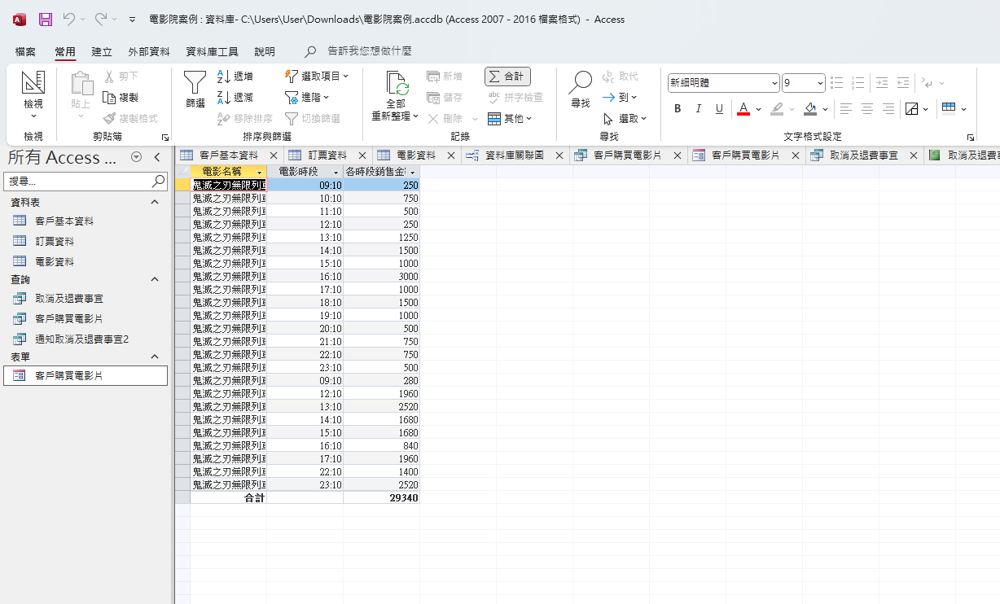 電影院案例 : 資料庫- C:\Users\User\Downloads\電影院案例.accdb (Access 2007 - 2016 檔案格式) - Access
檔案 常用 建立 外部資料 資料庫工具 說明 告訴我您想做什麼
檢視
檢視
貼上
剪下
複製
複製格式
剪貼簿
篩選
遞增
遞減
移除排序
選取項目
進階
切換篩選
排序與篩選
全部
重新整理
新增
儲存
刪除
合計
拼字檢查
其他
記錄
尋找
取代
到
選取
尋找
新細明體 9
B I U A
文字格式設定
所有 Access ...
搜尋...
資料表
客戶基本資料
訂票資料
電影資料
查詢
取消及退費事宜
客戶購買電影片
通知取消及退費事宜2
表單
客戶購買電影片
客戶基本資料 訂票資料 電影資料 資料庫關聯圖 客戶購買電影片 客戶購買電影片 取消及退費事宜 取消及退費
電影名稱 電影時段 各時段銷售金
鬼滅之刃無限列 09:10 250
鬼滅之刃無限列 10:10 750
鬼滅之刃無限列 11:10 500
鬼滅之刃無限列 12:10 250
鬼滅之刃無限列 13:10 1250
鬼滅之刃無限列 14:10 1500
鬼滅之刃無限列 15:10 1000
鬼滅之刃無限列 16:10 3000
鬼滅之刃無限列 17:10 1000
鬼滅之刃無限列 18:10 1500
鬼滅之刃無限列 19:10 1000
鬼滅之刃無限列 20:10 500
鬼滅之刃無限列 21:10 750
鬼滅之刃無限列 22:10 750
鬼滅之刃無限列 23:10 500
鬼滅之刃無限列 09:10 280
鬼滅之刃無限列 12:10 1960
鬼滅之刃無限列 13:10 2520
鬼滅之刃無限列 14:10 1680
鬼滅之刃無限列 15:10 1680
鬼滅之刃無限列 16:10 840
鬼滅之刃無限列 17:10 1960
鬼滅之刃無限列 22:10 1400
鬼滅之刃無限列 23:10 2520
合計 29340